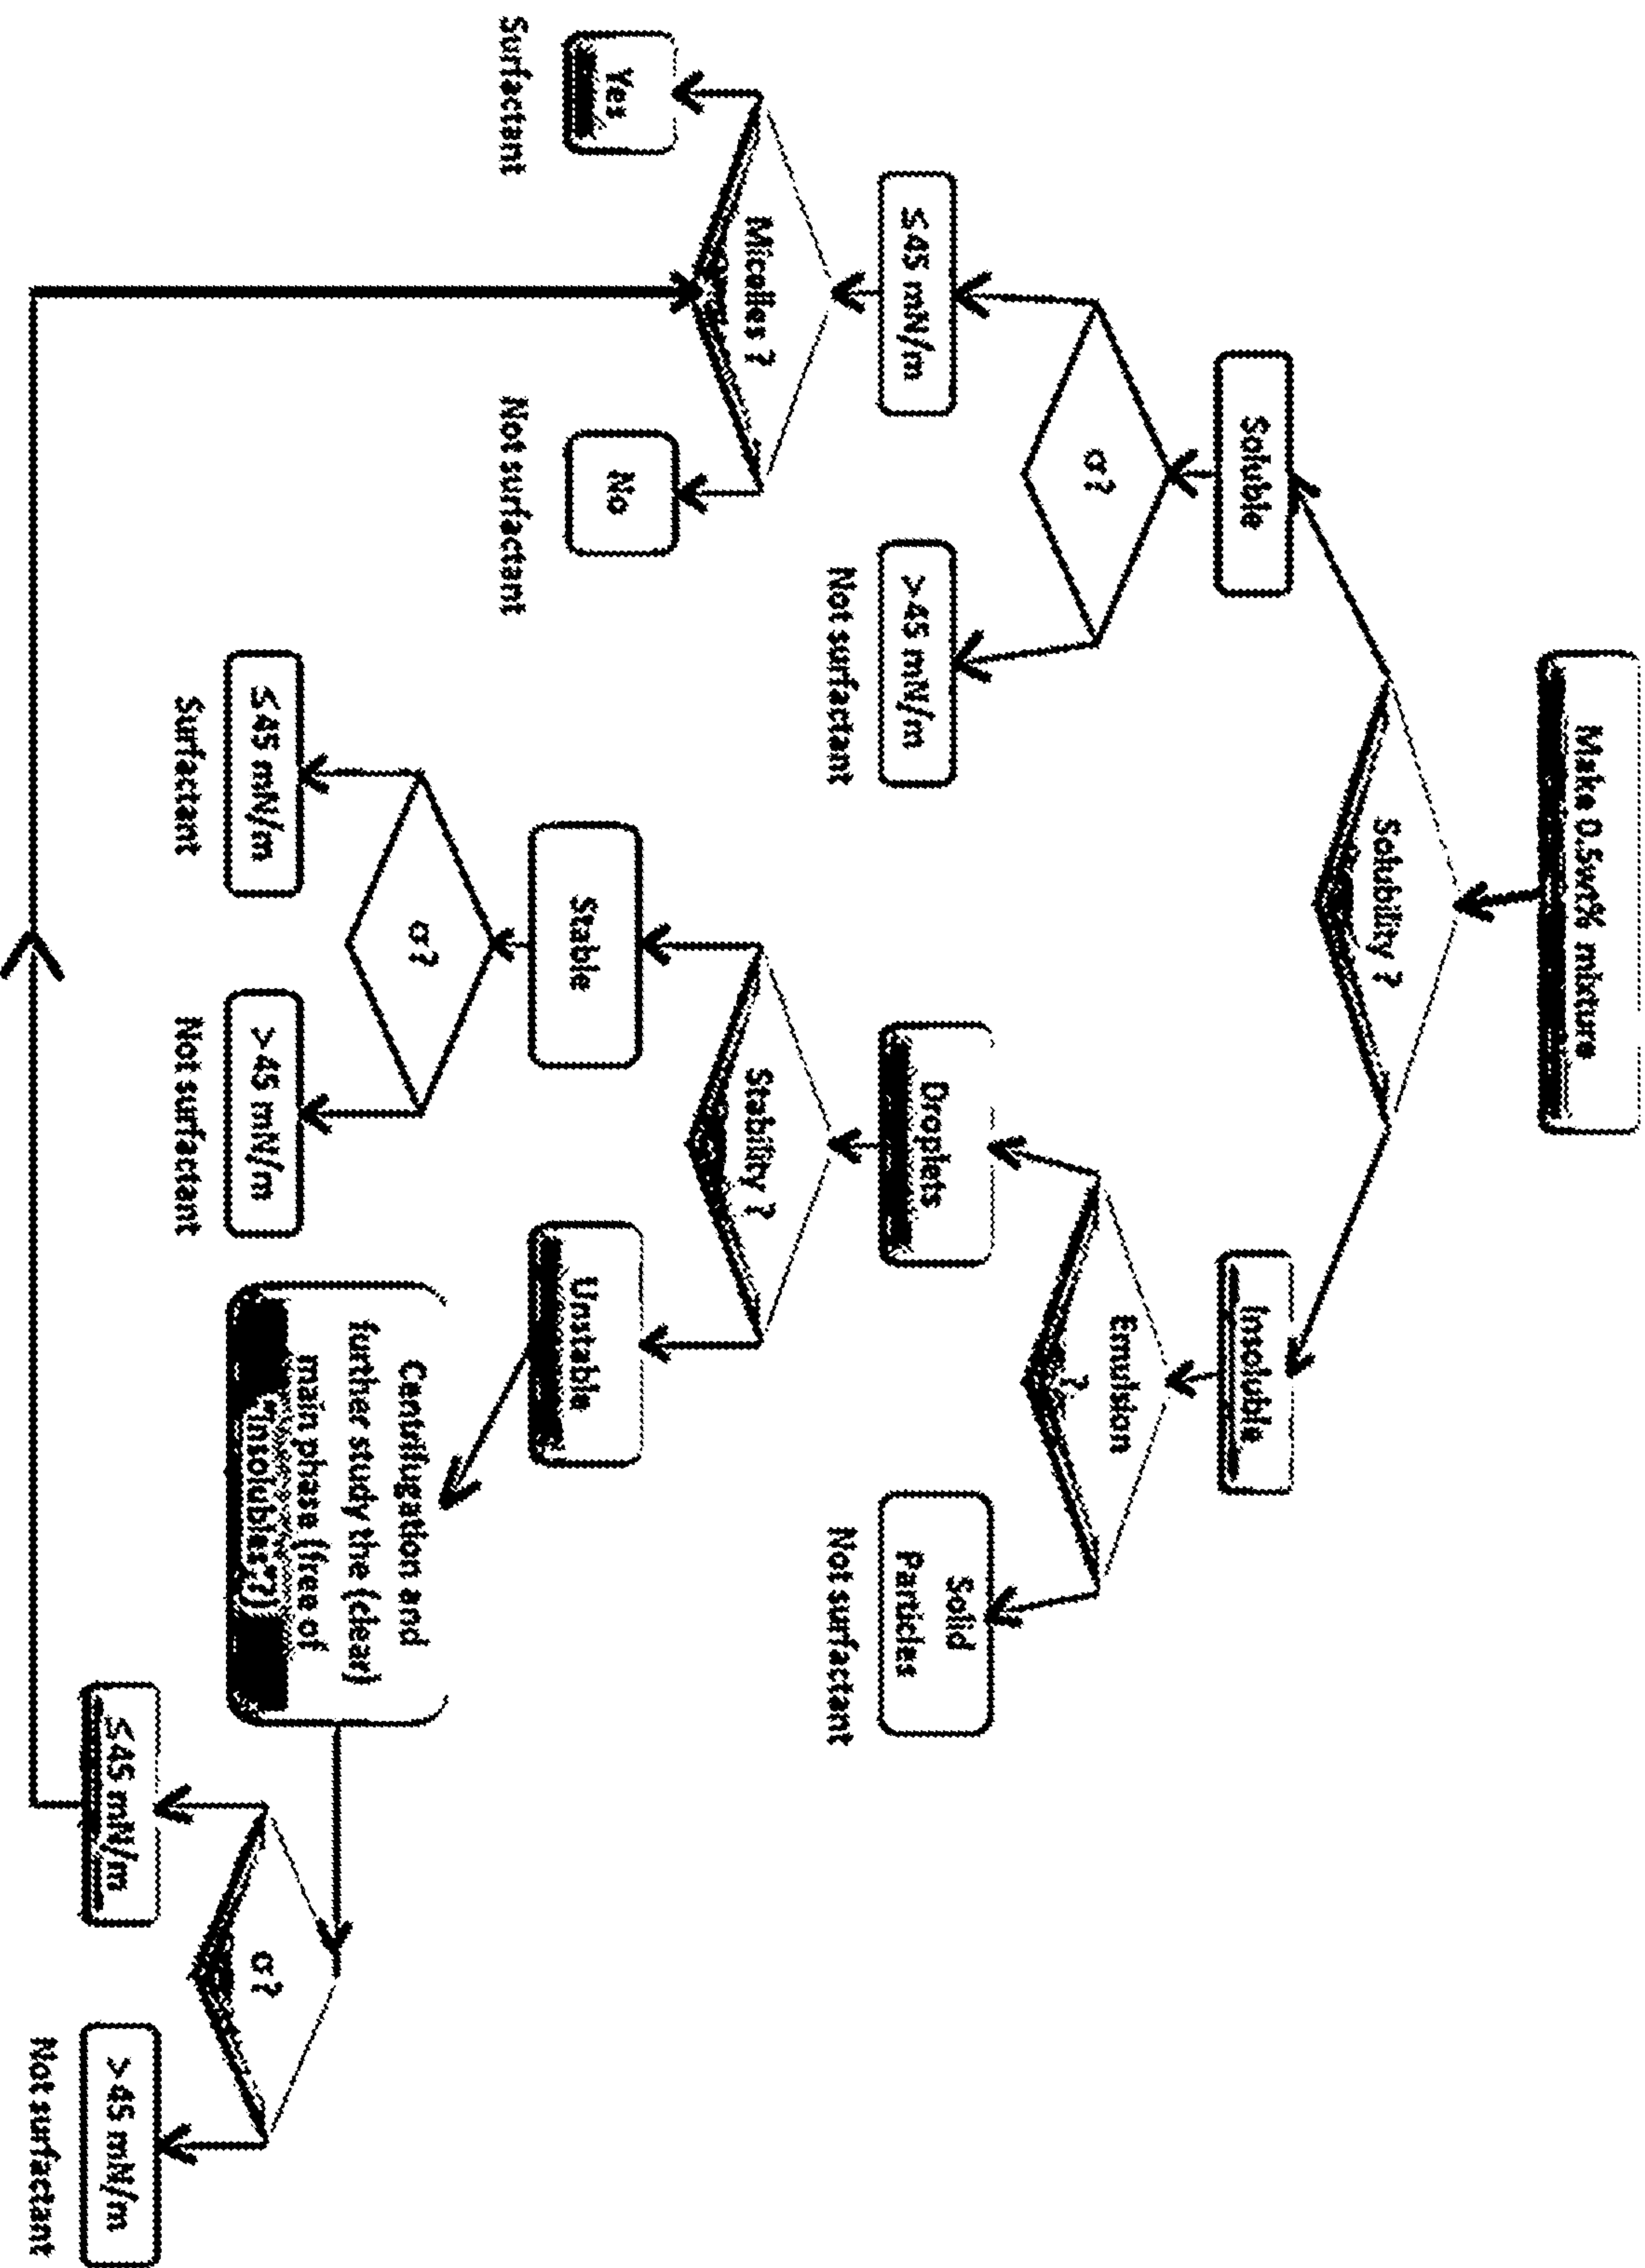 Make 0.5wt% mixture
Solubility ?
Soluble
Insoluble
σ?
Emulsion
?
≤45 mN/m
>45 mN/m
Not surfactant
Droplets
Solid
Particles
Not surfactant
Micelles ?
Stability ?
Yes
Surfactant
No
Not surfactant
Stable
Unstable
σ?
Centrifugation and
further study the (clear)
main phase (free of
"insolubles"?)
≤45 mN/m
Surfactant
>45 mN/m
Not surfactant
σ?
≤45 mN/m
>45 mN/m
Not surfactant